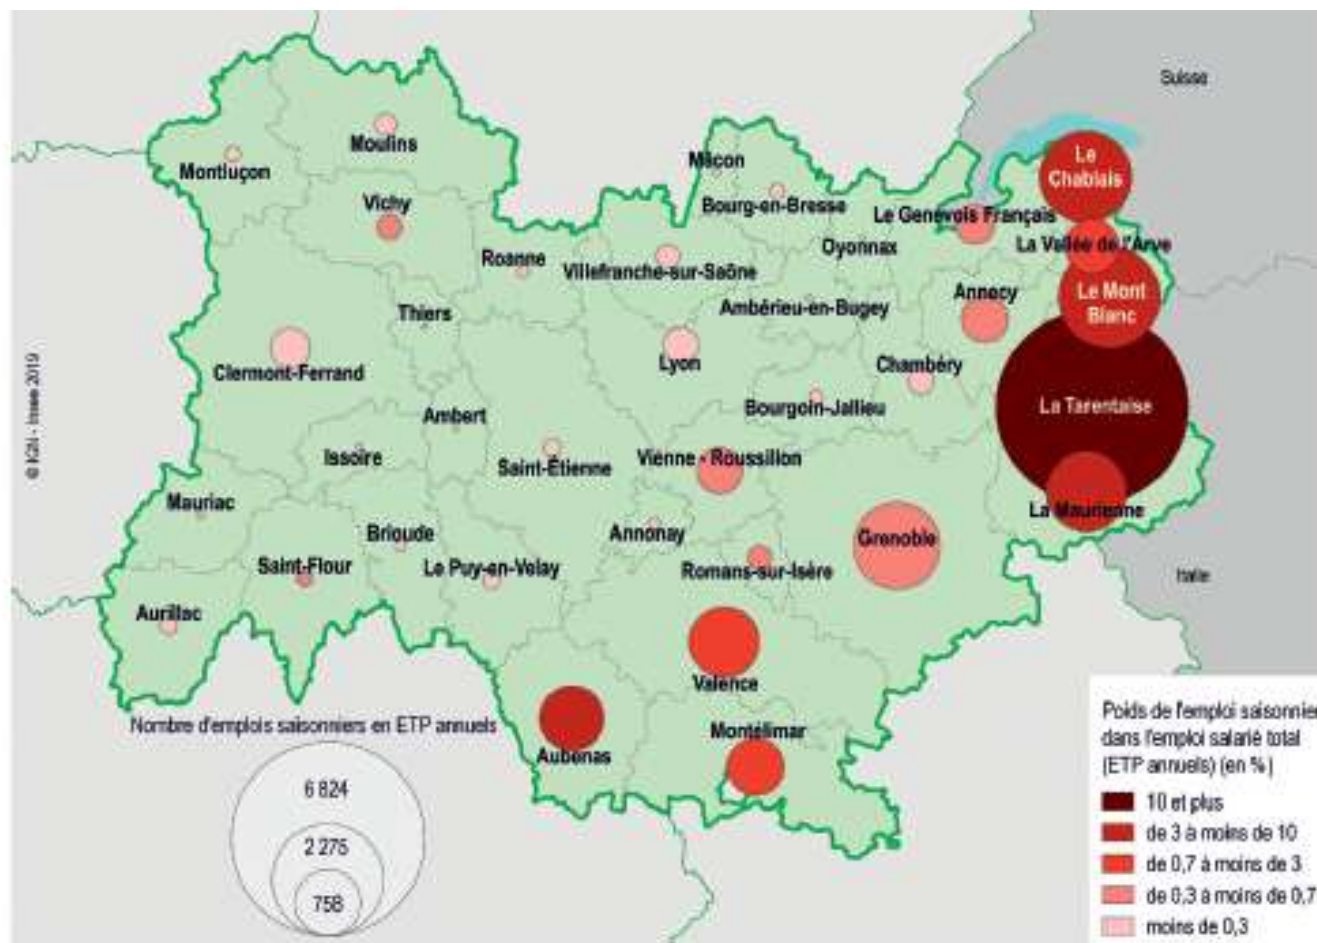 Suisse
Le
Chablais
Moulins
Montluçon
Mâcon
Vichy
Bourg-en-Bresse
Le Genevois Français
La Vallée de l'Arve
Oyonnax
Roanne
Villefranche-sur-Saône
Annecy
Le Mont
Blanc
Ambérieu-en-Bugey
Thiers
Lyon
Chambéry
Clermont-Ferrand
La Tarentaise
Bourgoin-Jallieu
Ambert
© IGN - Insee 2019
Issoire
Saint-Étienne
Vienne - Roussillon
Mauriac
La Maurienne
Brioude
Annonay
Grenoble
Saint-Flour
Le Puy-en-Velay
Romans-sur-Isère
Italie
Aurillac
Valence
Nombre d'emplois saisonniers en ETP annuels
Montélimar
Aubenas
6 824
2 275
758
Poids de l'emploi saisonnier
dans l'emploi salarié total
(ETP annuels) (en %)
10 et plus
de 3 à moins de 10
de 0,7 à moins de 3
de 0,3 à moins de 0,7
moins de 0,3